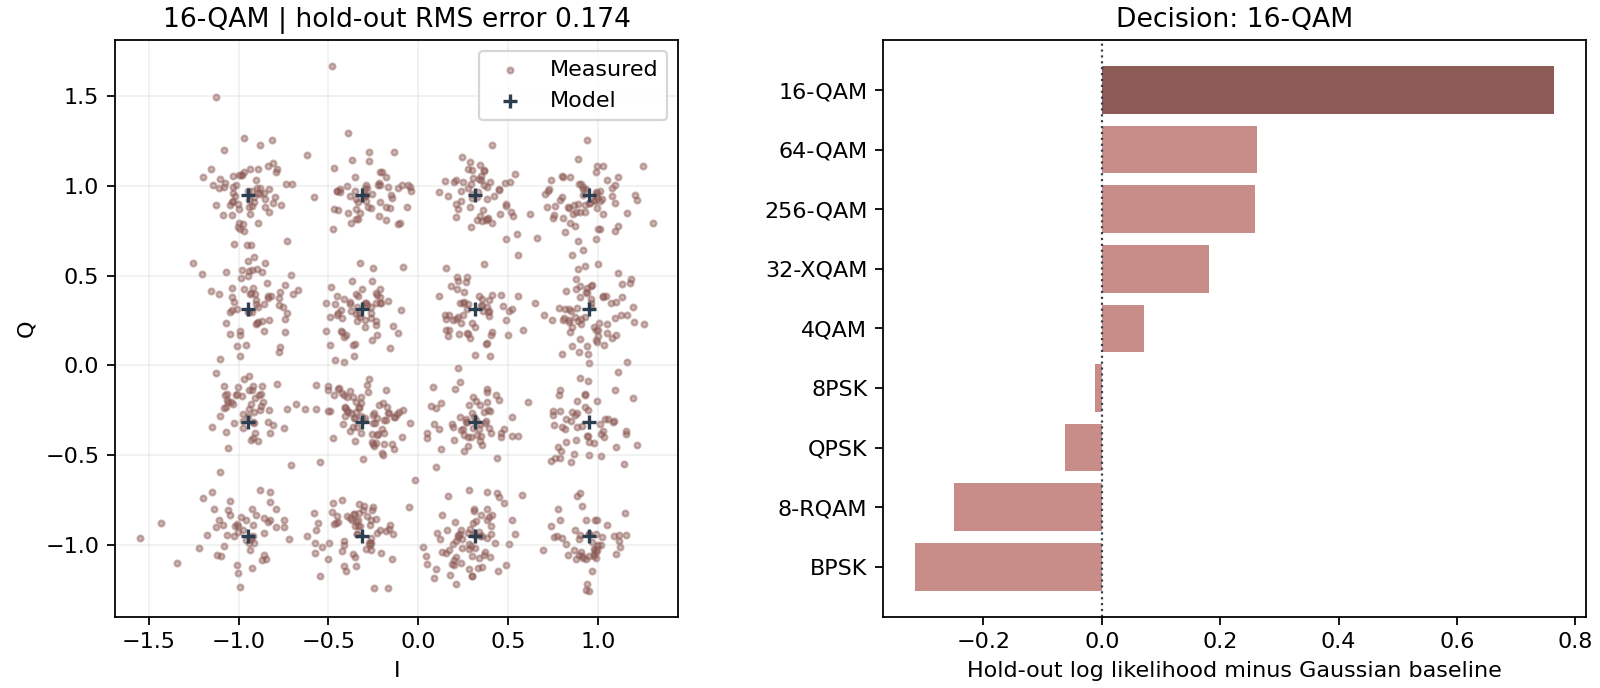 16-QAM | hold-out RMS error 0.174
Measured
Model
Q
1.5
1.0
0.5
0.0
−0.5
−1.0
−1.5
−1.0
−0.5
0.0
0.5
1.0
I
Decision: 16-QAM
16-QAM
64-QAM
256-QAM
32-XQAM
4QAM
8PSK
QPSK
8-RQAM
BPSK
−0.2
0.0
0.2
0.4
0.6
0.8
Hold-out log likelihood minus Gaussian baseline